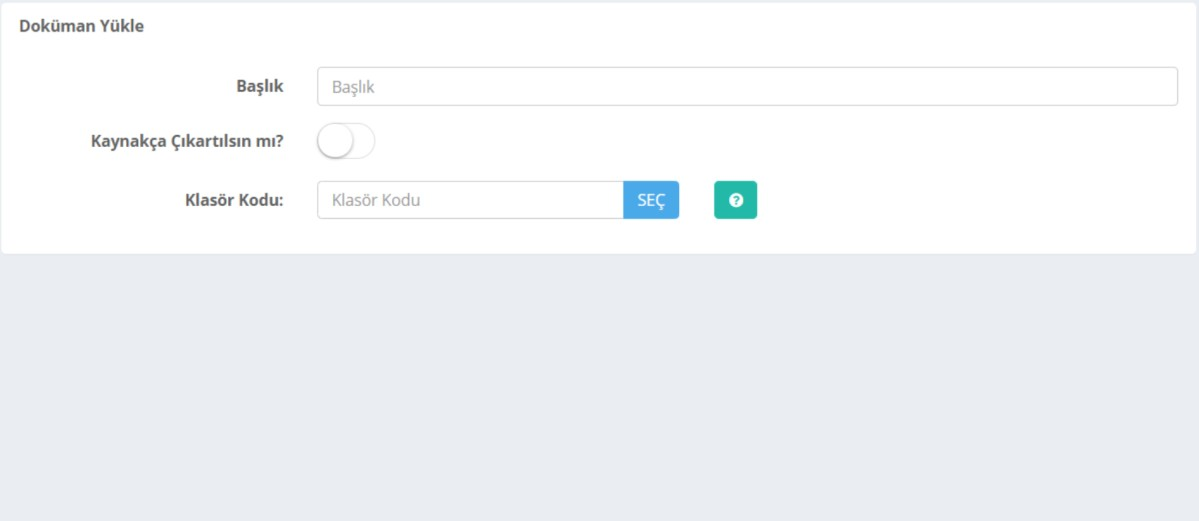 Doküman Yükle
Başlık
Başlık
Kaynakça Çıkartılsın mı?
Klasör Kodu:
Klasör Kodu
SEÇ
?